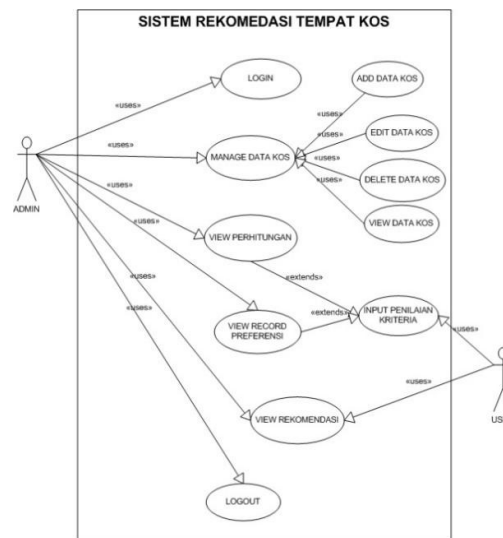 SISTEM REKOMEDASI TEMPAT KOS
LOGIN
ADD DATA KOS
«uses»
«uses»
«uses»
EDIT DATA KOS
«uses»
MANAGE DATA KOS
«uses»
DELETE DATA KOS
ADMIN
«uses»
«uses»
VIEW DATA KOS
«uses»
VIEW PERHITUNGAN
«extends»
«uses»
«extends»
INPUT PENILAIAN
KRITERIA
VIEW RECORD
PREFERENSI
«uses»
«uses»
«uses»
US
VIEW REKOMENDASI
LOGOUT